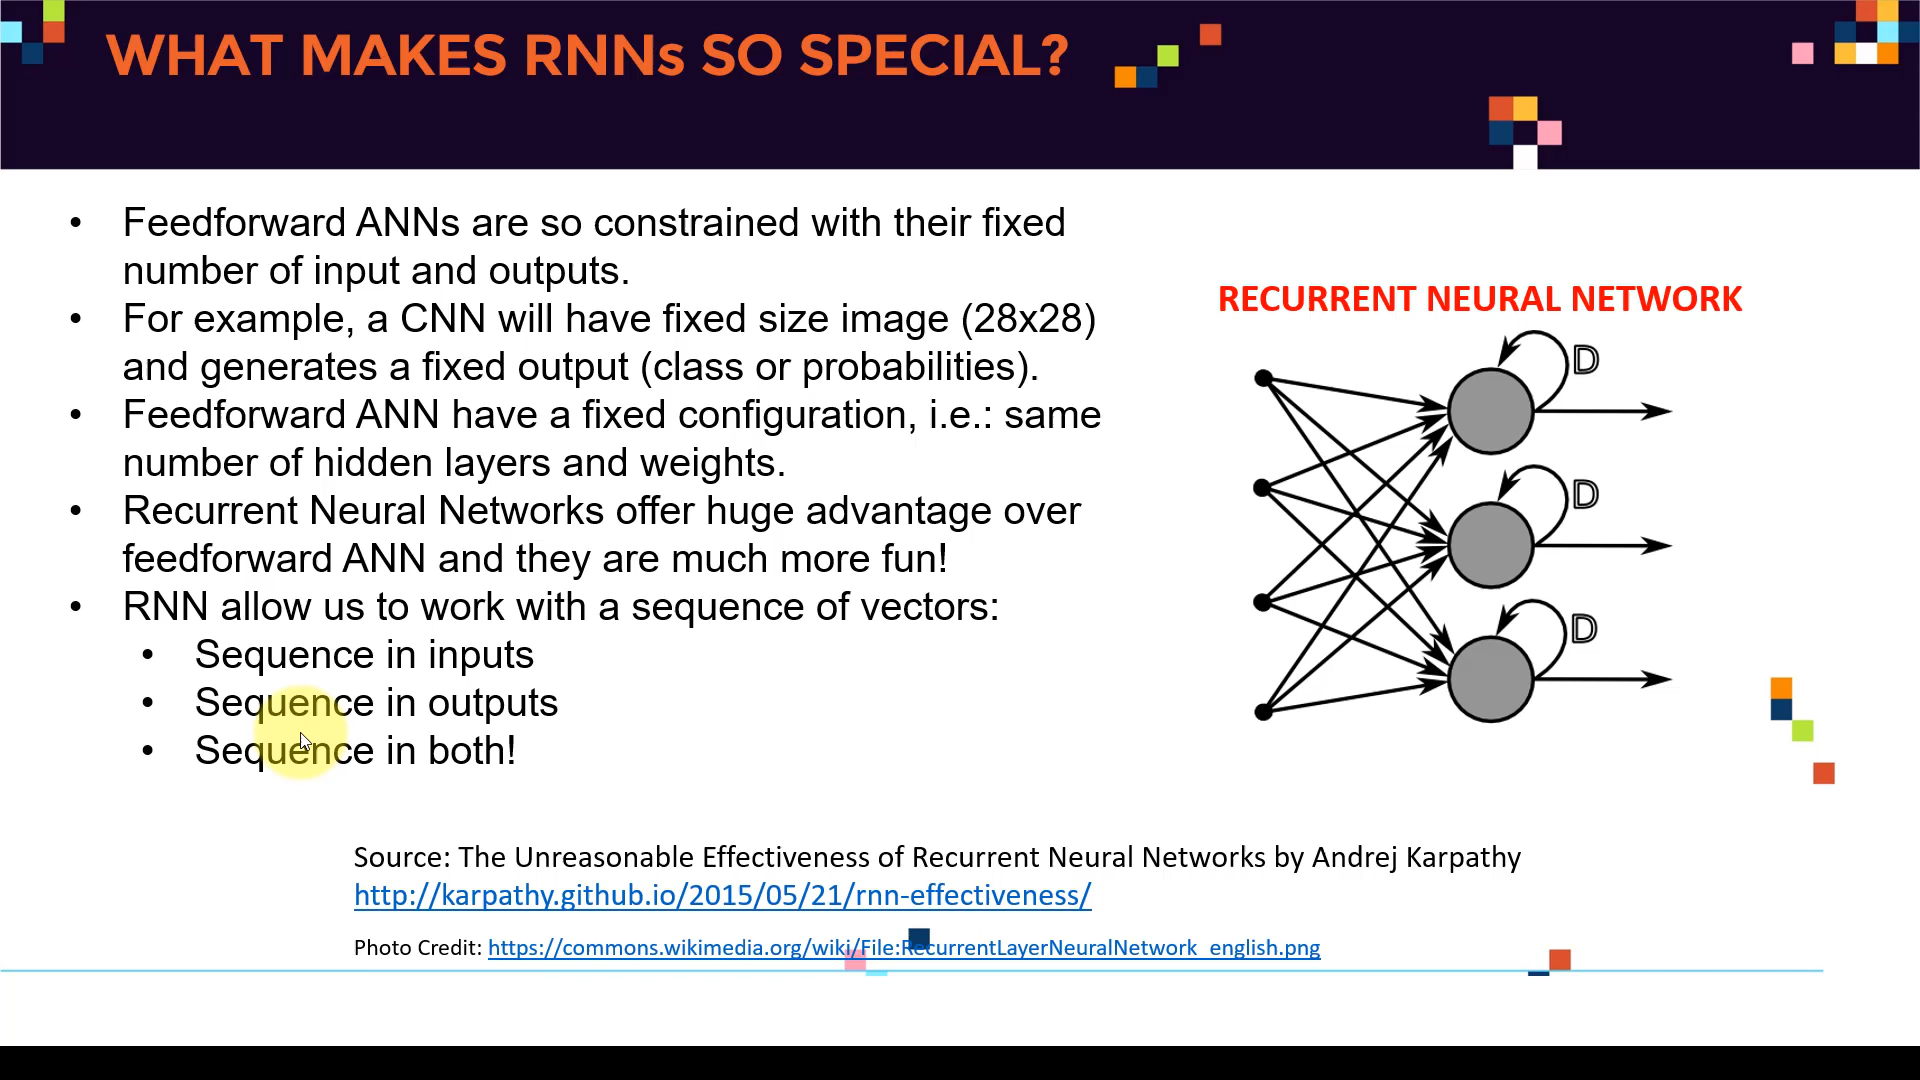 WHAT MAKES RNNs SO SPECIAL?
• Feedforward ANNs are so constrained with their fixed
number of input and outputs.
• For example, a CNN will have fixed size image (28x28)
and generates a fixed output (class or probabilities).
• Feedforward ANN have a fixed configuration, i.e.: same
number of hidden layers and weights.
• Recurrent Neural Networks offer huge advantage over
feedforward ANN and they are much more fun!
• RNN allow us to work with a sequence of vectors:
• Sequence in inputs
• Sequence in outputs
• Sequence in both!
RECURRENT NEURAL NETWORK
D
D
D
Source: The Unreasonable Effectiveness of Recurrent Neural Networks by Andrej Karpathy
http://karpathy.github.io/2015/05/21/rnn-effectiveness/
Photo Credit: https://commons.wikimedia.org/wiki/File:RecurrentLayerNeuralNetwork_english.png